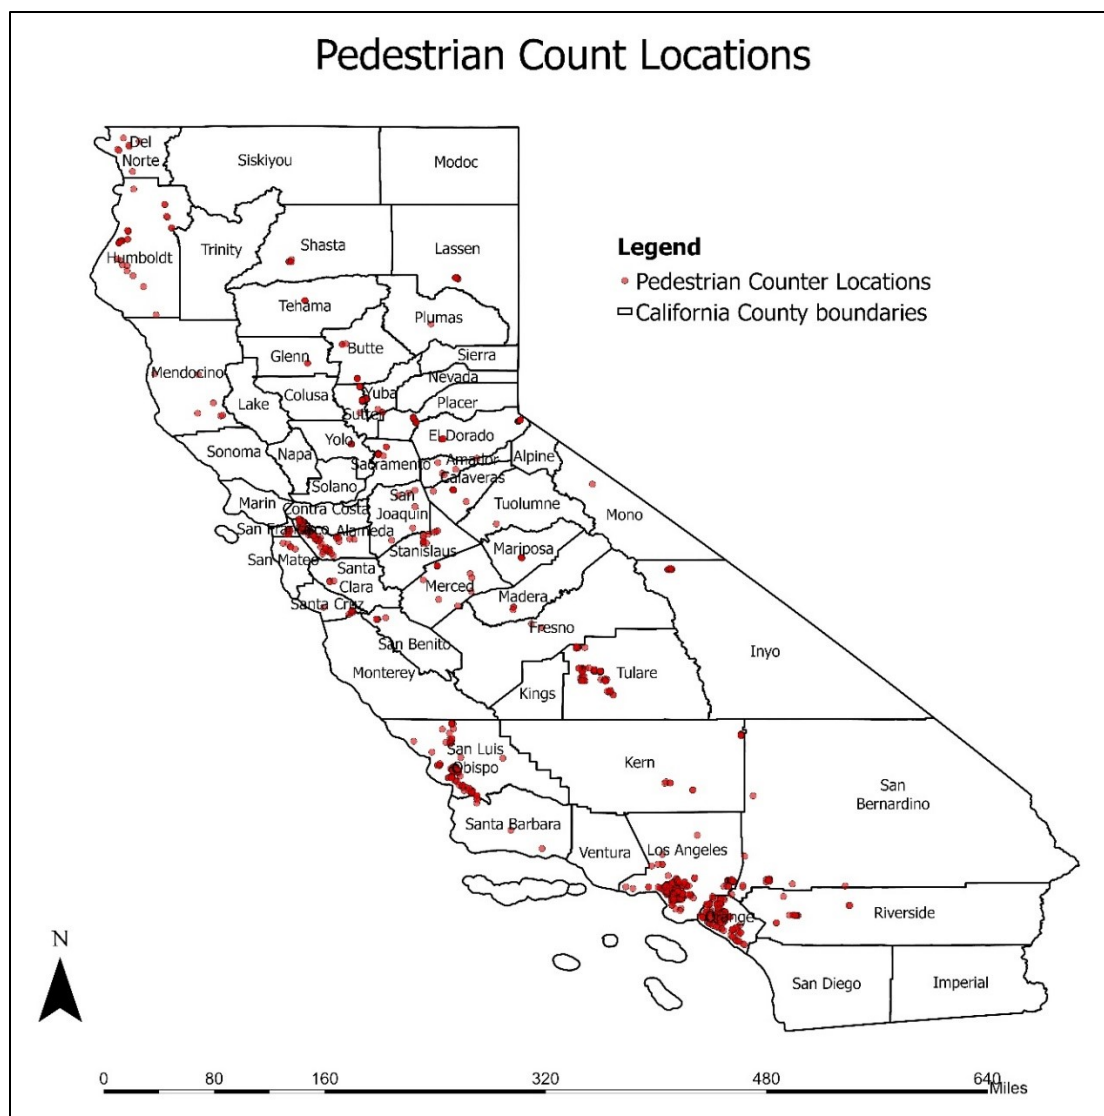 Pedestrian Count Locations
Del
Norte
Siskiyou
Modoc
Humboldt
Trinity
Shasta
Lassen
Legend
Pedestrian Counter Locations
California County boundaries
Tehama
Plumas
Glenn
Butte
Sierra
Mendocino
Lake
Colusa
Yuba
Nevada
Sutter
Placer
Sonoma
Napa
Yolo
Sacramento
El Dorado
Amador
Alpine
Solano
Calaveras
Marin
Contra Costa
San
Joaquin
Tuolumne
Mono
San Francisco
Alameda
Stanislaus
Mariposa
San Mateo
Santa
Clara
Merced
Madera
Santa Cruz
Fresno
San Benito
Monterey
Kings
Tulare
Inyo
San Luis
Obispo
Kern
San
Bernardino
Santa Barbara
Ventura
Los Angeles
Orange
Riverside
San Diego
Imperial
N
0 80 160 320 480 640
Miles